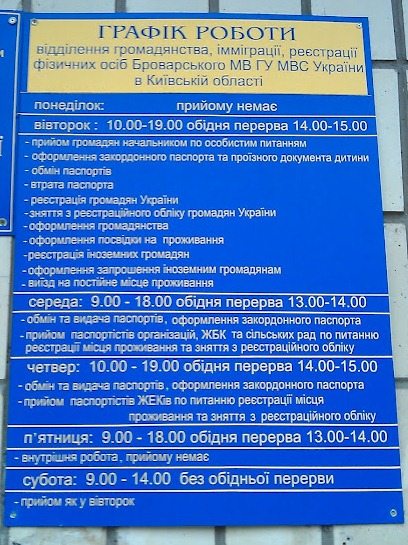 ГРАФІК РОБОТИ
відділення громадянства, імміграції, реєстрації
фізичних осіб Броварського МВ ГУ МВС України
в Київській області
понеділок: прийому немає
вівторок : 10.00-19.00 обідня перерва 14.00-15.00
- прийом громадян начальником по особистим питанням
- оформлення закордонного паспорта та проїзного документа дитини
- обмін паспортів
- втрата паспорта
- реєстрація громадян України
- зняття з реєстраційного обліку громадян України
- оформлення громадянства
- оформлення посвідки на проживання
- реєстрація іноземних громадян
- оформлення запрошення іноземним громадянам
- виїзд на постійне місце проживання
середа: 9.00 - 18.00 обідня перерва 13.00-14.00
- обмін та видача паспортів, оформлення закордонного паспорта
- прийом паспортістів організацій, ЖБК та сільських рад по питанню
реєстрації місця проживання та зняття з реєстраційного обліку
четвер: 10.00 - 19.00 обідня перерва 14.00 - 15.00
- обмін та видача паспортів, оформлення закордонного паспорта
- прийом паспортістів ЖЕКів по питанню реєстрації місця
проживання та зняття з реєстраційного обліку
п'ятниця: 9.00 - 18.00 обідня перерва 13.00-14.00
- внутрішня робота, прийому немає
субота: 9.00 - 14.00 без обідньої перерви
- прийом як у вівторок